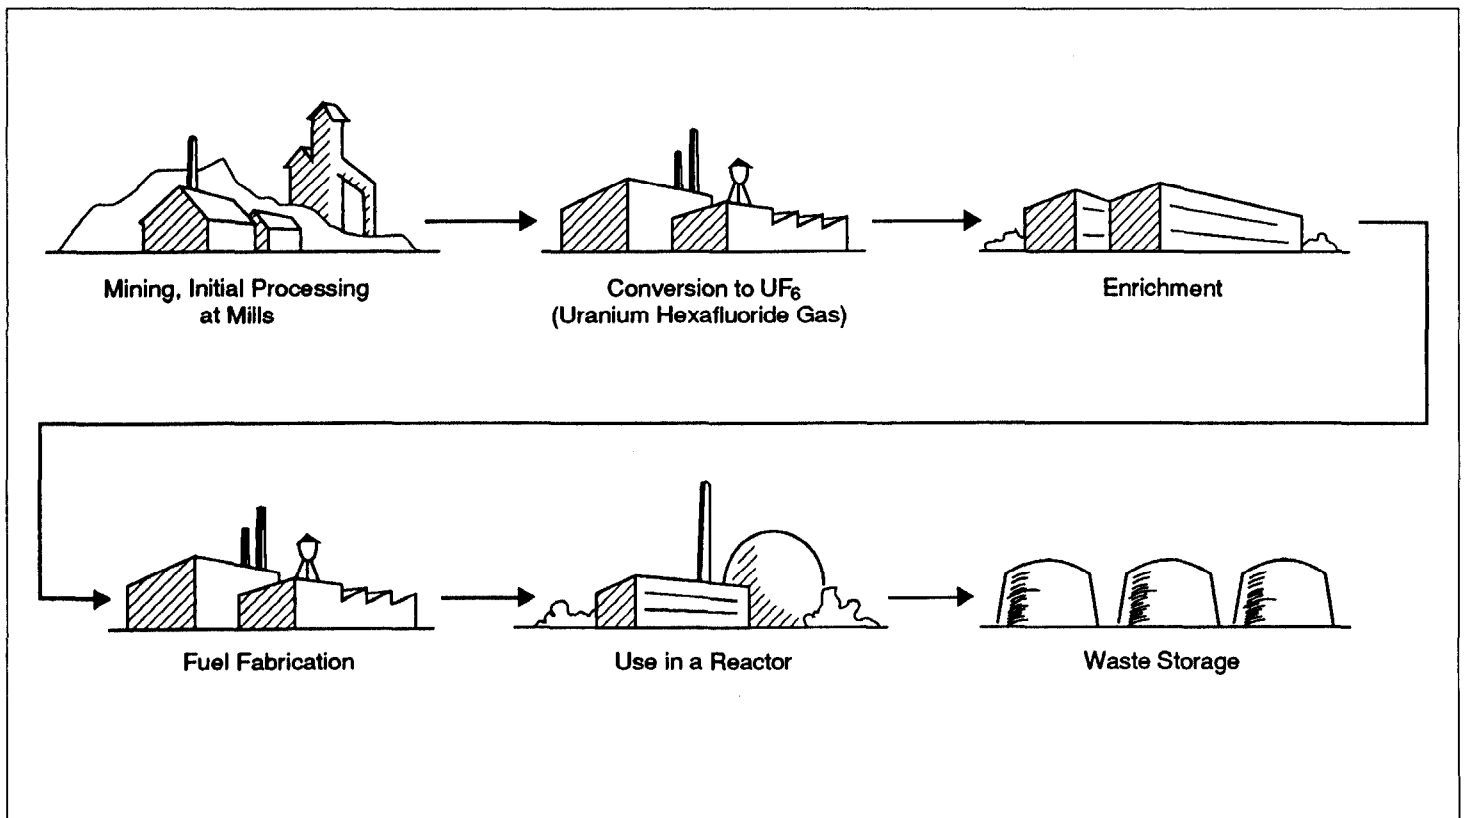 Mining, Initial Processing
at Mills
Conversion to UF₆
(Uranium Hexafluoride Gas)
Enrichment
Fuel Fabrication
Use in a Reactor
Waste Storage